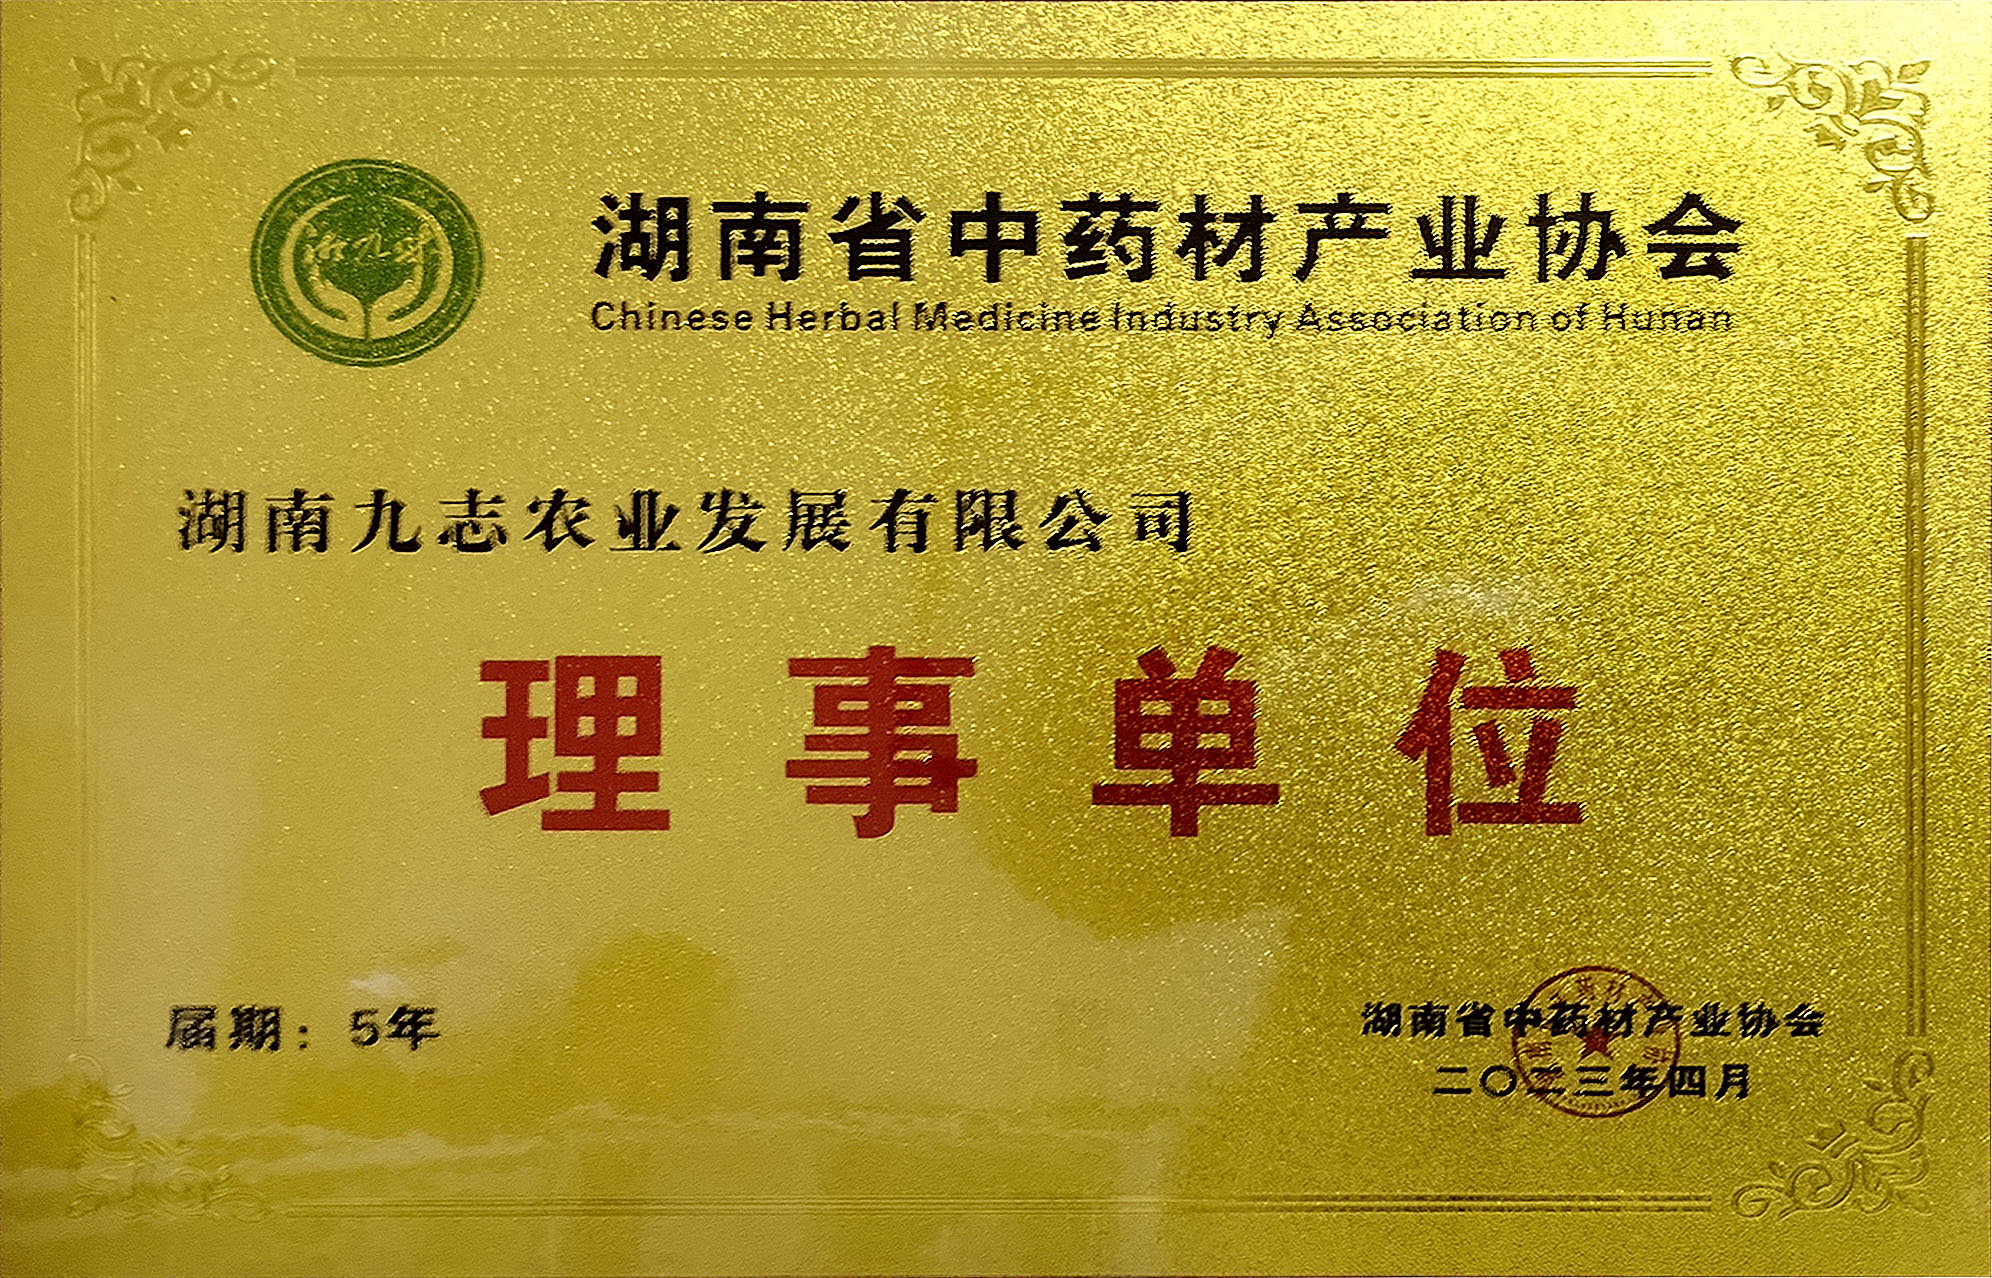 湖南省中药材产业协会
Chinese Herbal Medicine Industry Association of Hunan
湖南九志农业发展有限公司
理事单位
届期：5年
湖南省中药材产业协会
二〇二三年四月